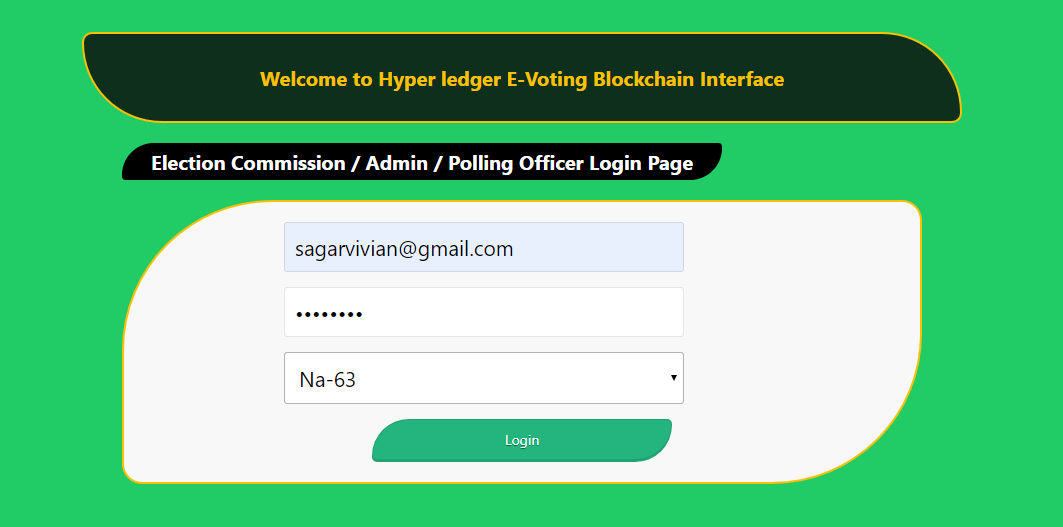 Welcome to Hyper ledger E-Voting Blockchain Interface
Election Commission / Admin / Polling Officer Login Page
sagarvivian@gmail.com
••••••••
Na-63
Login